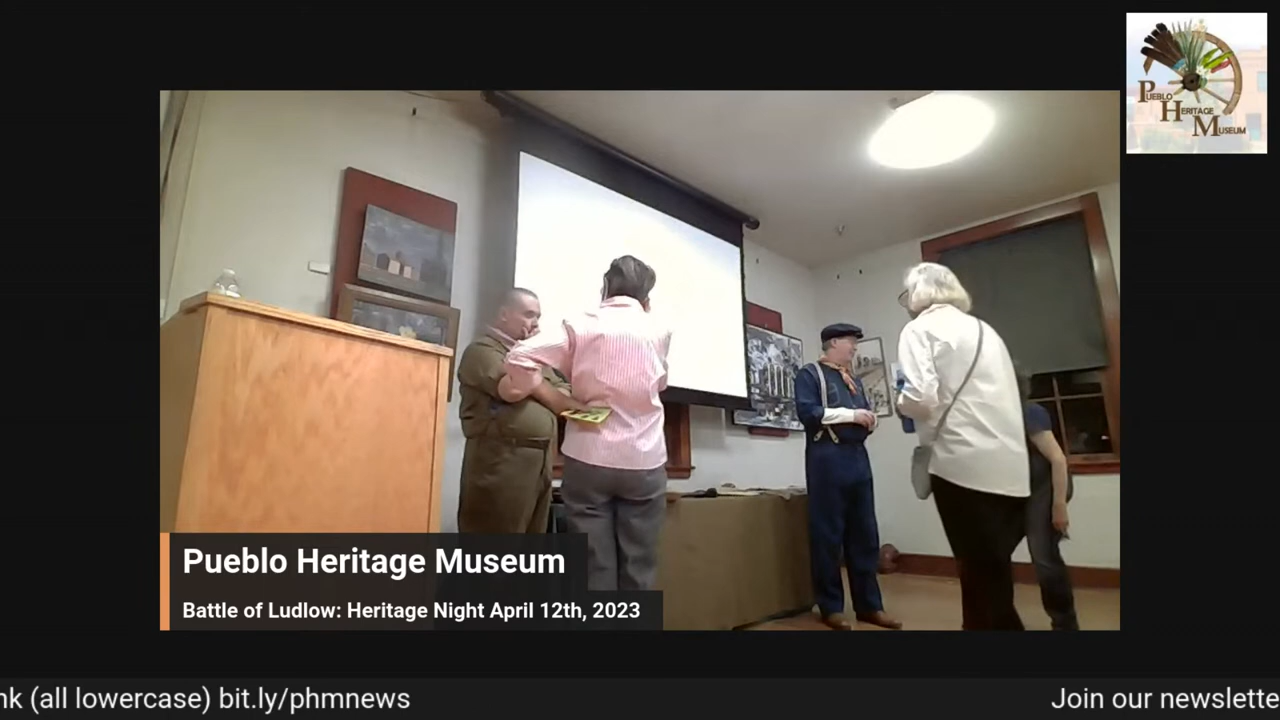 PUEBLO
HERITAGE
MUSEUM
Pueblo Heritage Museum
Battle of Ludlow: Heritage Night April 12th, 2023
nk (all lowercase) bit.ly/phmnews
Join our newslette